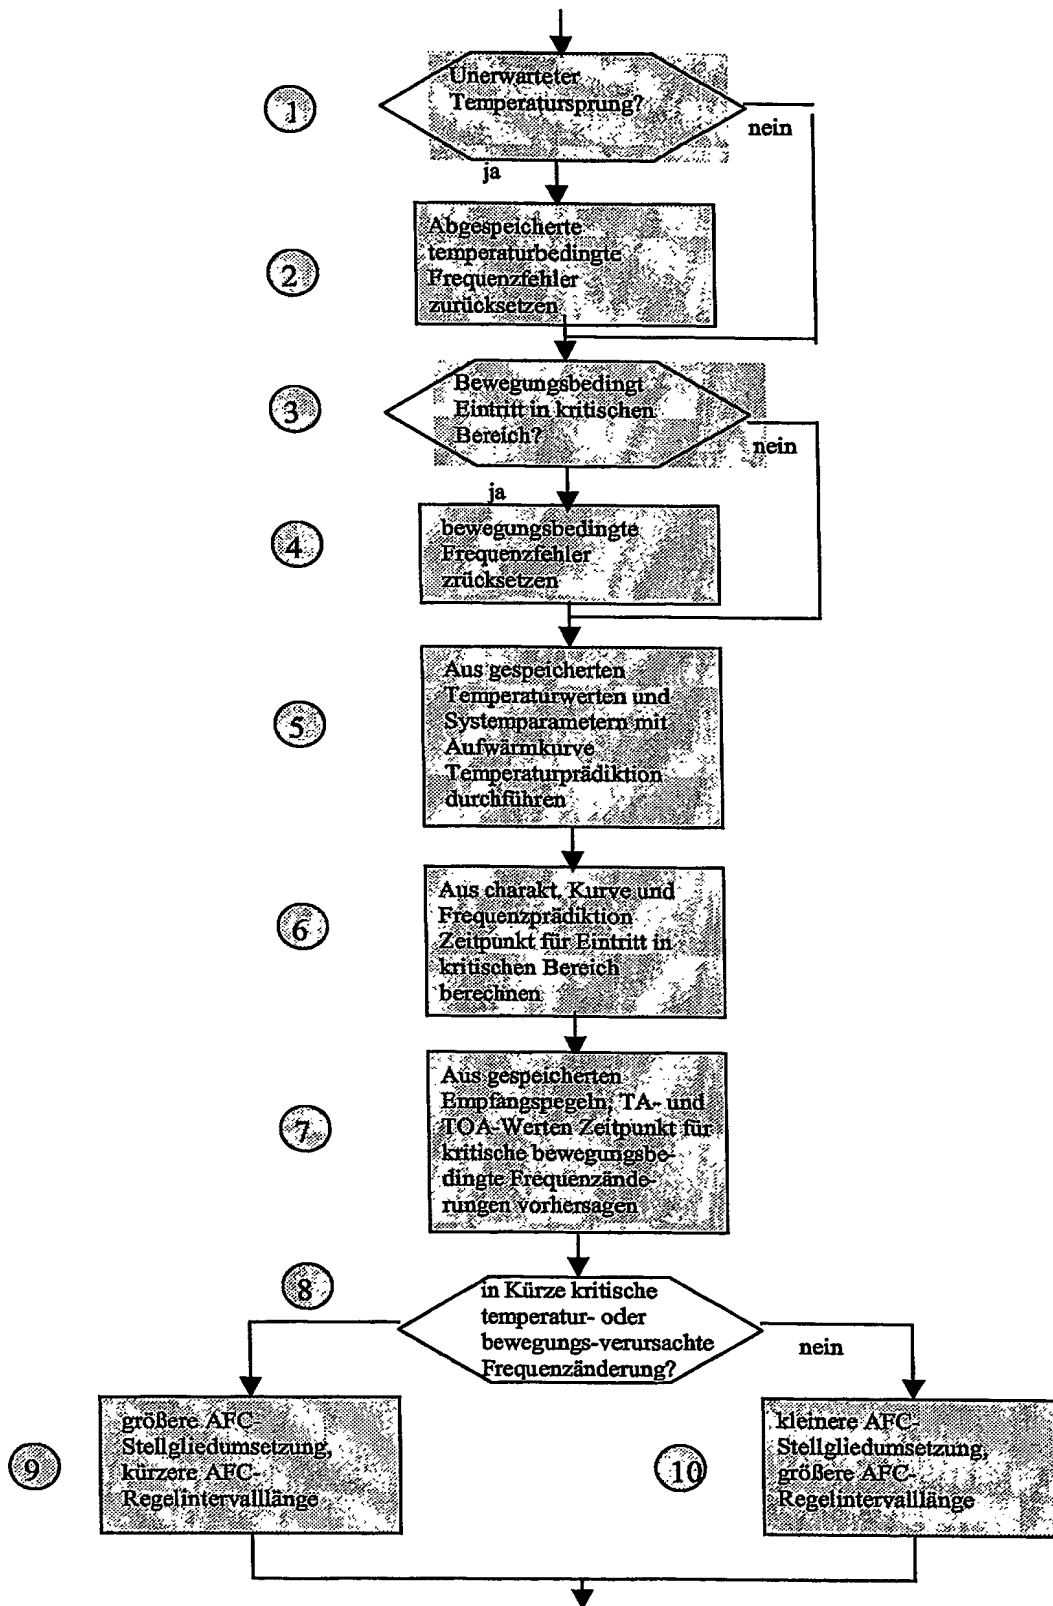 1
Unerwarteter
Temperatursprung?
nein
ja
2
Abgespeicherte
temperaturbedingte
Frequenzfehler
zurücksetzen
3
Bewegungsbedingt
Eintritt in kritischen
Bereich?
nein
ja
4
bewegungsbedingte
Frequenzfehler
zrücksetzen
5
Aus gespeicherten
Temperaturwerten und
Systemparametern mit
Aufwärmkurve
Temperaturprädiktion
durchführen
6
Aus charakt. Kurve und
Frequenzprädiktion
Zeitpunkt für Eintritt in
kritischen Bereich
berechnen
7
Aus gespeicherten
Empfangspegeln, TA- und
TOA-Werten Zeitpunkt für
kritische bewegungsbe-
dingte Frequenzände-
rungen vorhersagen
8
in Kürze kritische
temperatur- oder
bewegungs-verursachte
Frequenzänderung?
nein
9
größere AFC-
Stellgliedumsetzung,
kürzere AFC-
Regelintervalllänge
10
kleinere AFC-
Stellgliedumsetzung,
größere AFC-
Regelintervalllänge